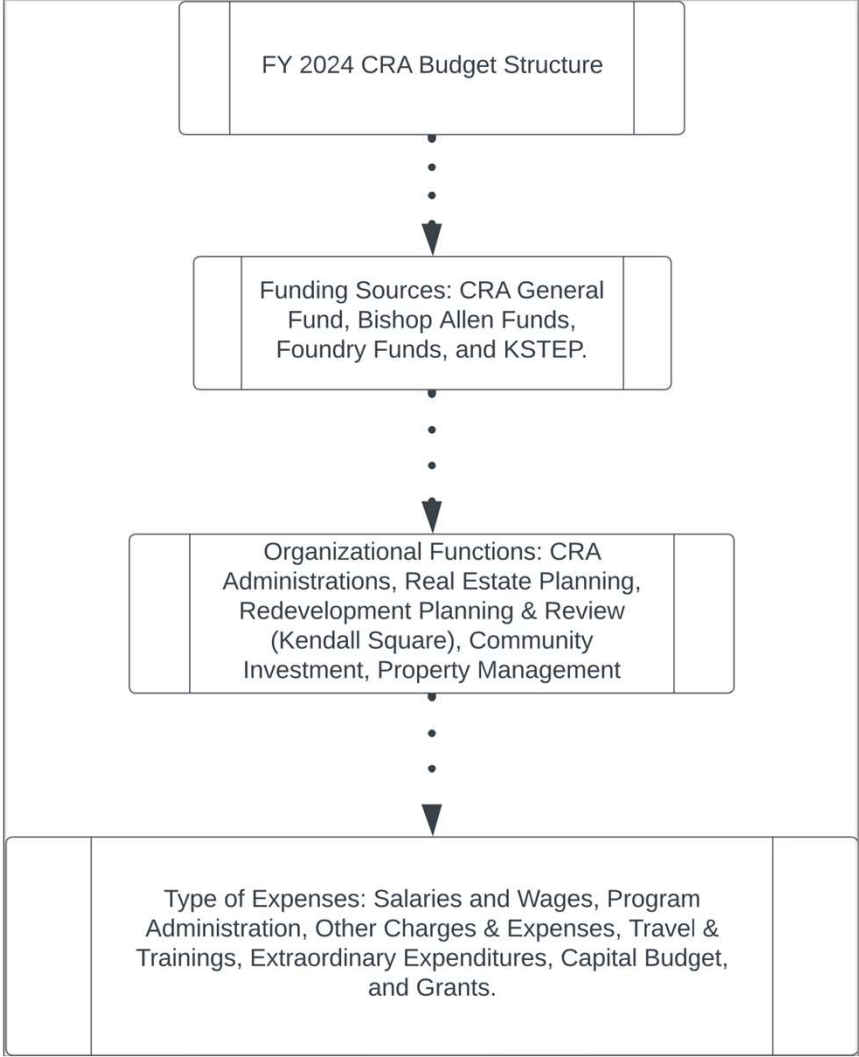 FY 2024 CRA Budget Structure
Funding Sources: CRA General
Fund, Bishop Allen Funds,
Foundry Funds, and KSTEP.
Organizational Functions: CRA
Administrations, Real Estate Planning,
Redevelopment Planning & Review
(Kendall Square), Community
Investment, Property Management
Type of Expenses: Salaries and Wages, Program
Administration, Other Charges & Expenses, Travel &
Trainings, Extraordinary Expenditures, Capital Budget,
and Grants.